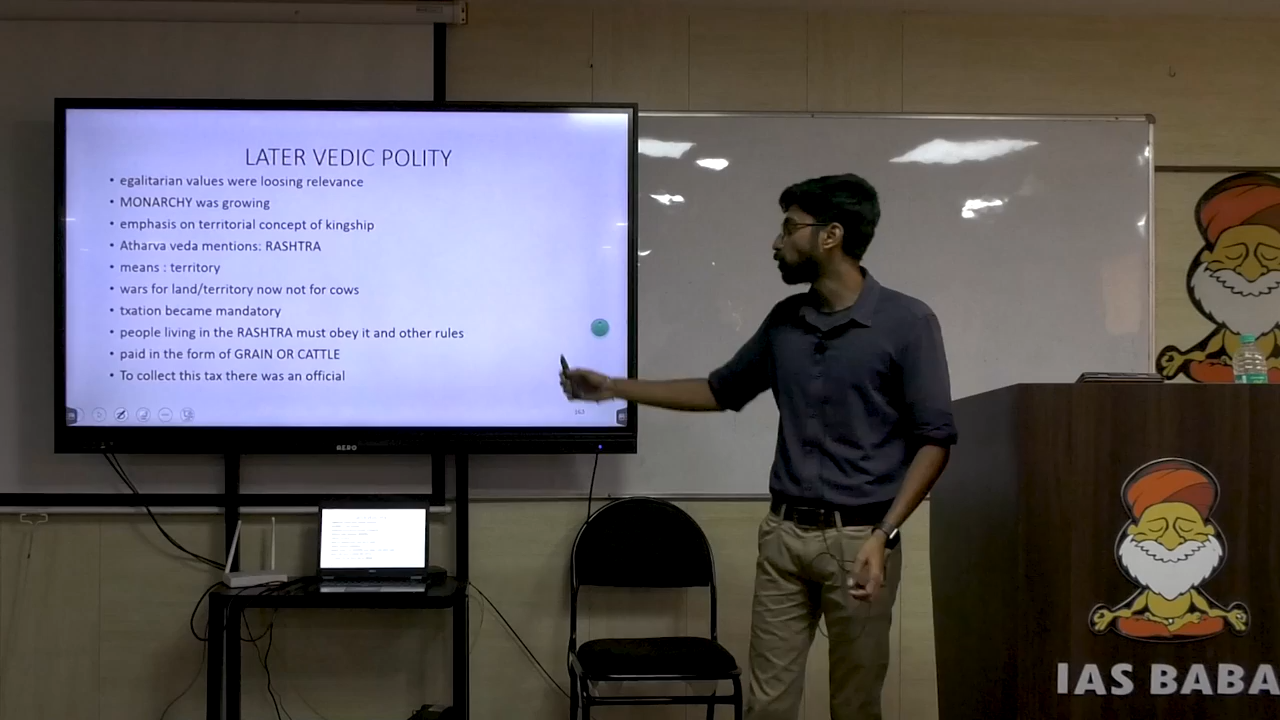 LATER VEDIC POLITY
• egalitarian values were loosing relevance
• MONARCHY was growing
• emphasis on territorial concept of kingship
• Atharva veda mentions: RASHTRA
• means : territory
• wars for land/territory now not for cows
• txation became mandatory
• people living in the RASHTRA must obey it and other rules
• paid in the form of GRAIN OR CATTLE
• To collect this tax there was an official
163
AERO
IAS BABA